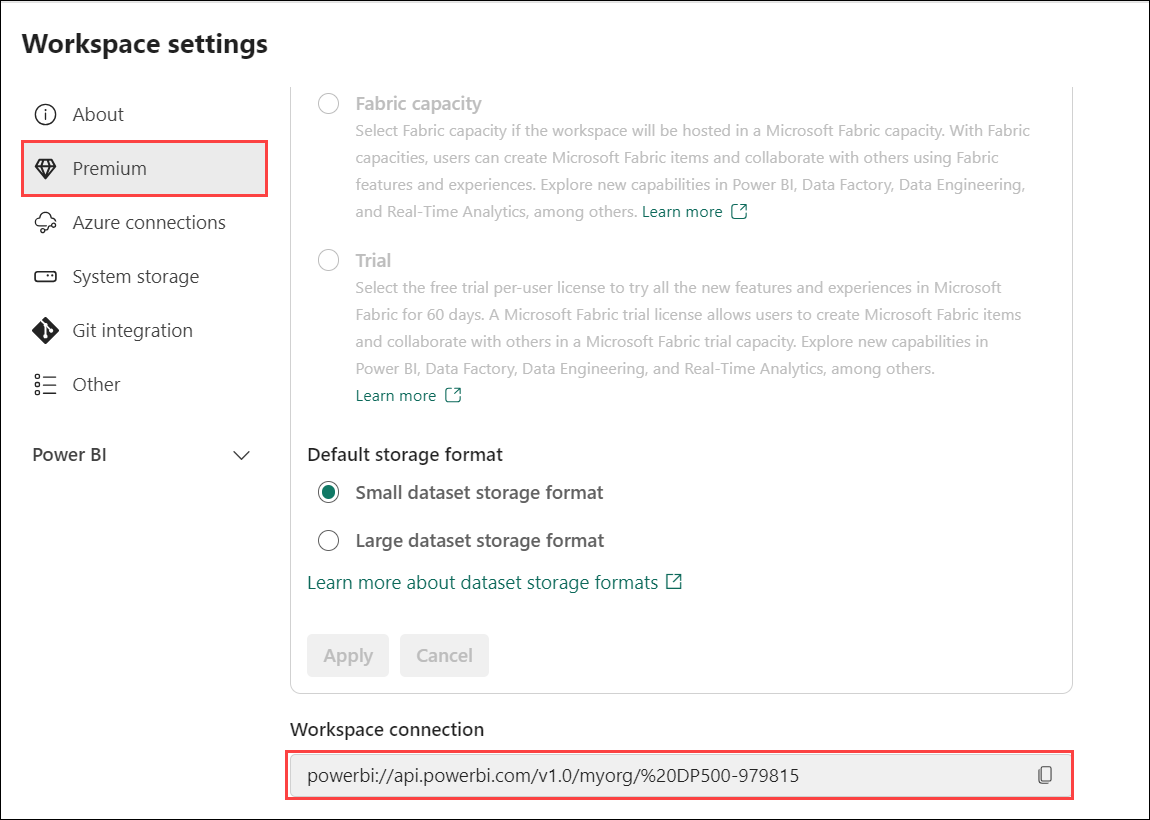 Workspace settings
About
Premium
Azure connections
System storage
Git integration
Other
Power BI
Fabric capacity
Select Fabric capacity if the workspace will be hosted in a Microsoft Fabric capacity. With Fabric
capacities, users can create Microsoft Fabric items and collaborate with others using Fabric
features and experiences. Explore new capabilities in Power BI, Data Factory, Data Engineering,
and Real-Time Analytics, among others. Learn more
Trial
Select the free trial per-user license to try all the new features and experiences in Microsoft
Fabric for 60 days. A Microsoft Fabric trial license allows users to create Microsoft Fabric items
and collaborate with others in a Microsoft Fabric trial capacity. Explore new capabilities in
Power BI, Data Factory, Data Engineering, and Real-Time Analytics, among others.
Learn more
Default storage format
Small dataset storage format
Large dataset storage format
Learn more about dataset storage formats
Apply Cancel
Workspace connection
powerbi://api.powerbi.com/v1.0/myorg/%20DP500-979815